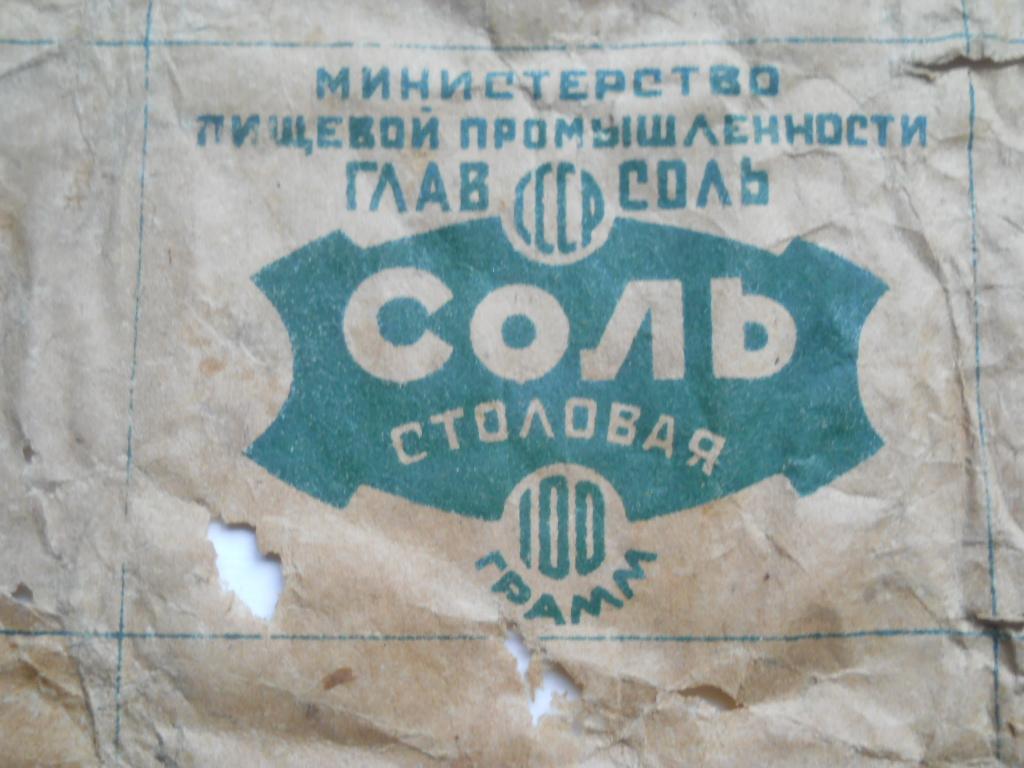 МИНИСТЕРСТВО
ПИЩЕВОЙ ПРОМЫШЛЕННОСТИ
ГЛАВ СССР СОЛЬ
СОЛЬ
СТОЛОВАЯ
100
ГРАММ